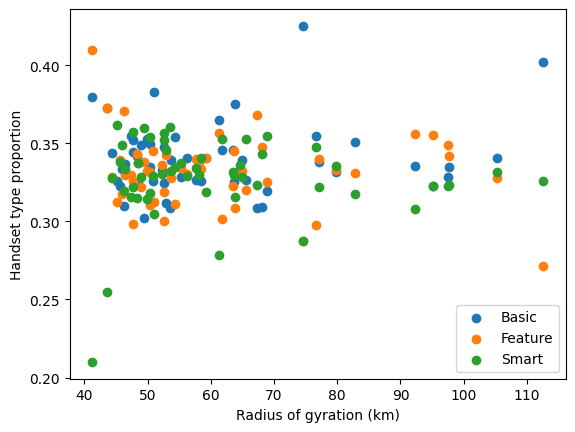 0.40
0.35
0.30
0.25
0.20
Handset type proportion
40 50 60 70 80 90 100 110
Radius of gyration (km)
Basic
Feature
Smart